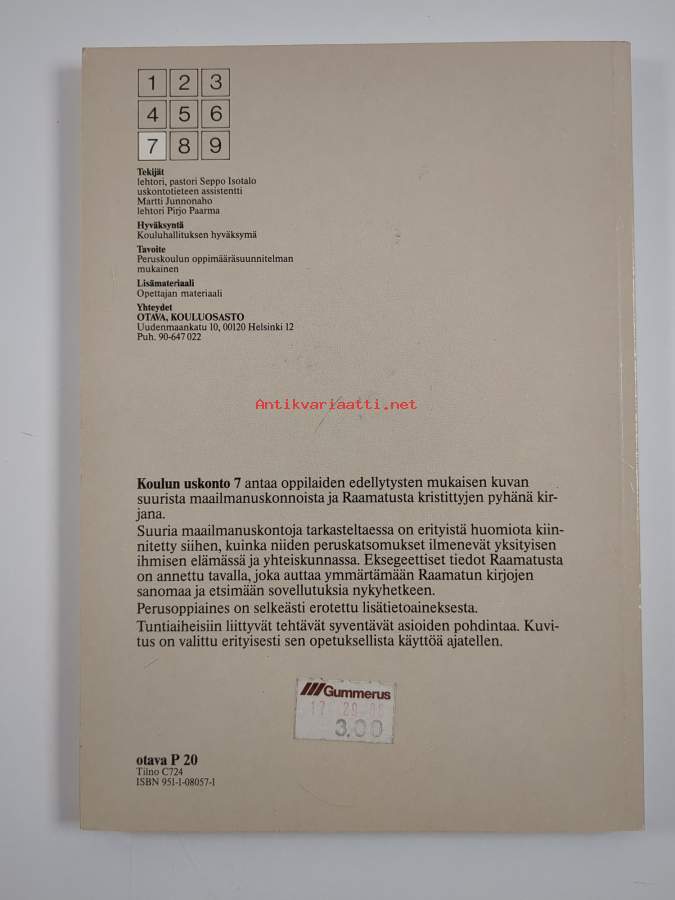 1 2 3
4 5 6
7 8 9
Tekijät
lehtori, pastori Seppo Isotalo
uskontotieteen assistentti
Martti Junnonaho
lehtori Pirjo Paarma
Hyväksyntä
Kouluhallituksen hyväksymä
Tavoite
Peruskoulun oppimääräsuunnitelman
mukainen
Lisämateriaali
Opettajan materiaali
Yhteydet
OTAVA, KOULUOSASTO
Uudenmaankatu 10, 00120 Helsinki 12
Puh. 90-647 022
Antikvariaatti.net
Koulun uskonto 7 antaa oppilaiden edellytysten mukaisen kuvan
suurista maailmanuskonnoista ja Raamatusta kristittyjen pyhänä kir-
jana.
Suuria maailmanuskontoja tarkasteltaessa on erityistä huomiota kiin-
nitetty siihen, kuinka niiden peruskatsomukset ilmenevät yksityisen
ihmisen elämässä ja yhteiskunnassa. Eksegeettiset tiedot Raamatusta
on annettu tavalla, joka auttaa ymmärtämään Raamatun kirjojen
sanomaa ja etsimään sovellutuksia nykyhetkeen.
Perusoppiaines on selkeästi erotettu lisätietoaineksesta.
Tuntiaiheisiin liittyvät tehtävät syventävät asioiden pohdintaa. Kuvi-
tus on valittu erityisesti sen opetuksellista käyttöä ajatellen.
Gummerus
3.00
otava P 20
Tilno C724
ISBN 951-1-08057-1